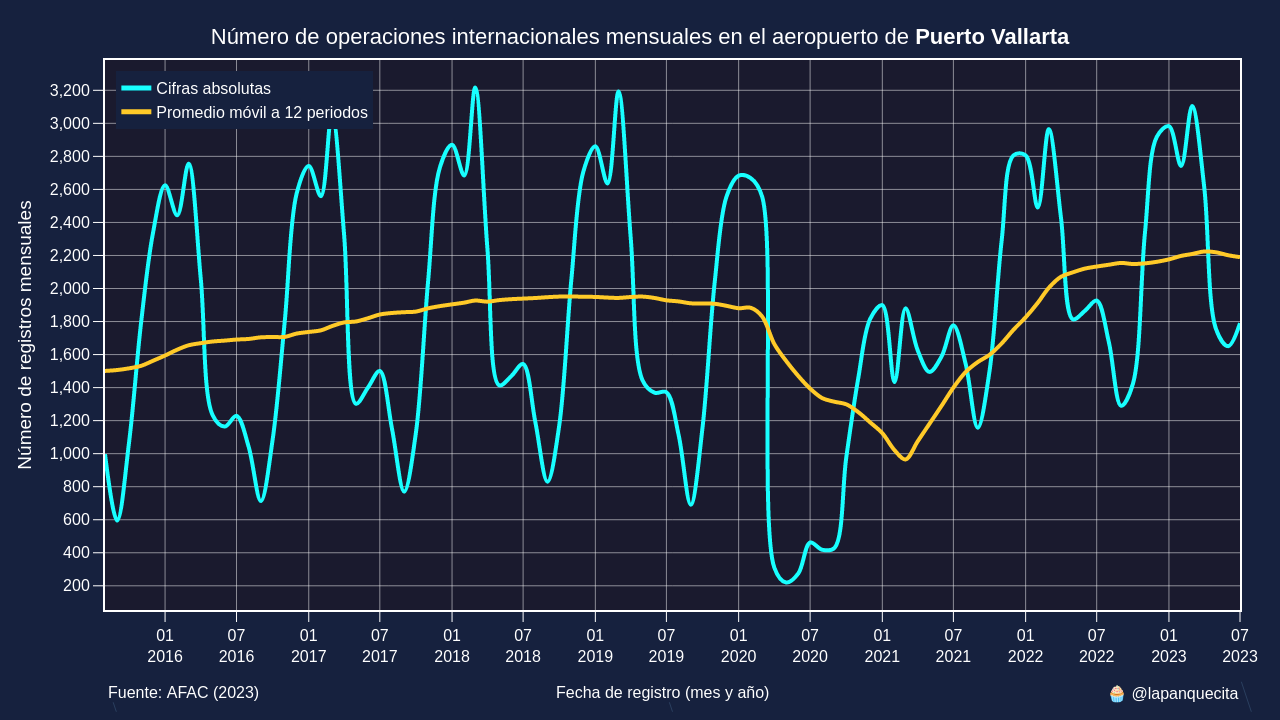 Número de operaciones internacionales mensuales en el aeropuerto de Puerto Vallarta
Cifras absolutas
Promedio móvil a 12 periodos
Número de registros mensuales
3,200
3,000
2,800
2,600
2,400
2,200
2,000
1,800
1,600
1,400
1,200
1,000
800
600
400
200
01 07 01 07 01 07 01 07 01 07 01 07 01 07 01 07
2016 2016 2017 2017 2018 2018 2019 2019 2020 2020 2021 2021 2022 2022 2023 2023
Fuente: AFAC (2023) Fecha de registro (mes y año) 🧁 @lapanquecita